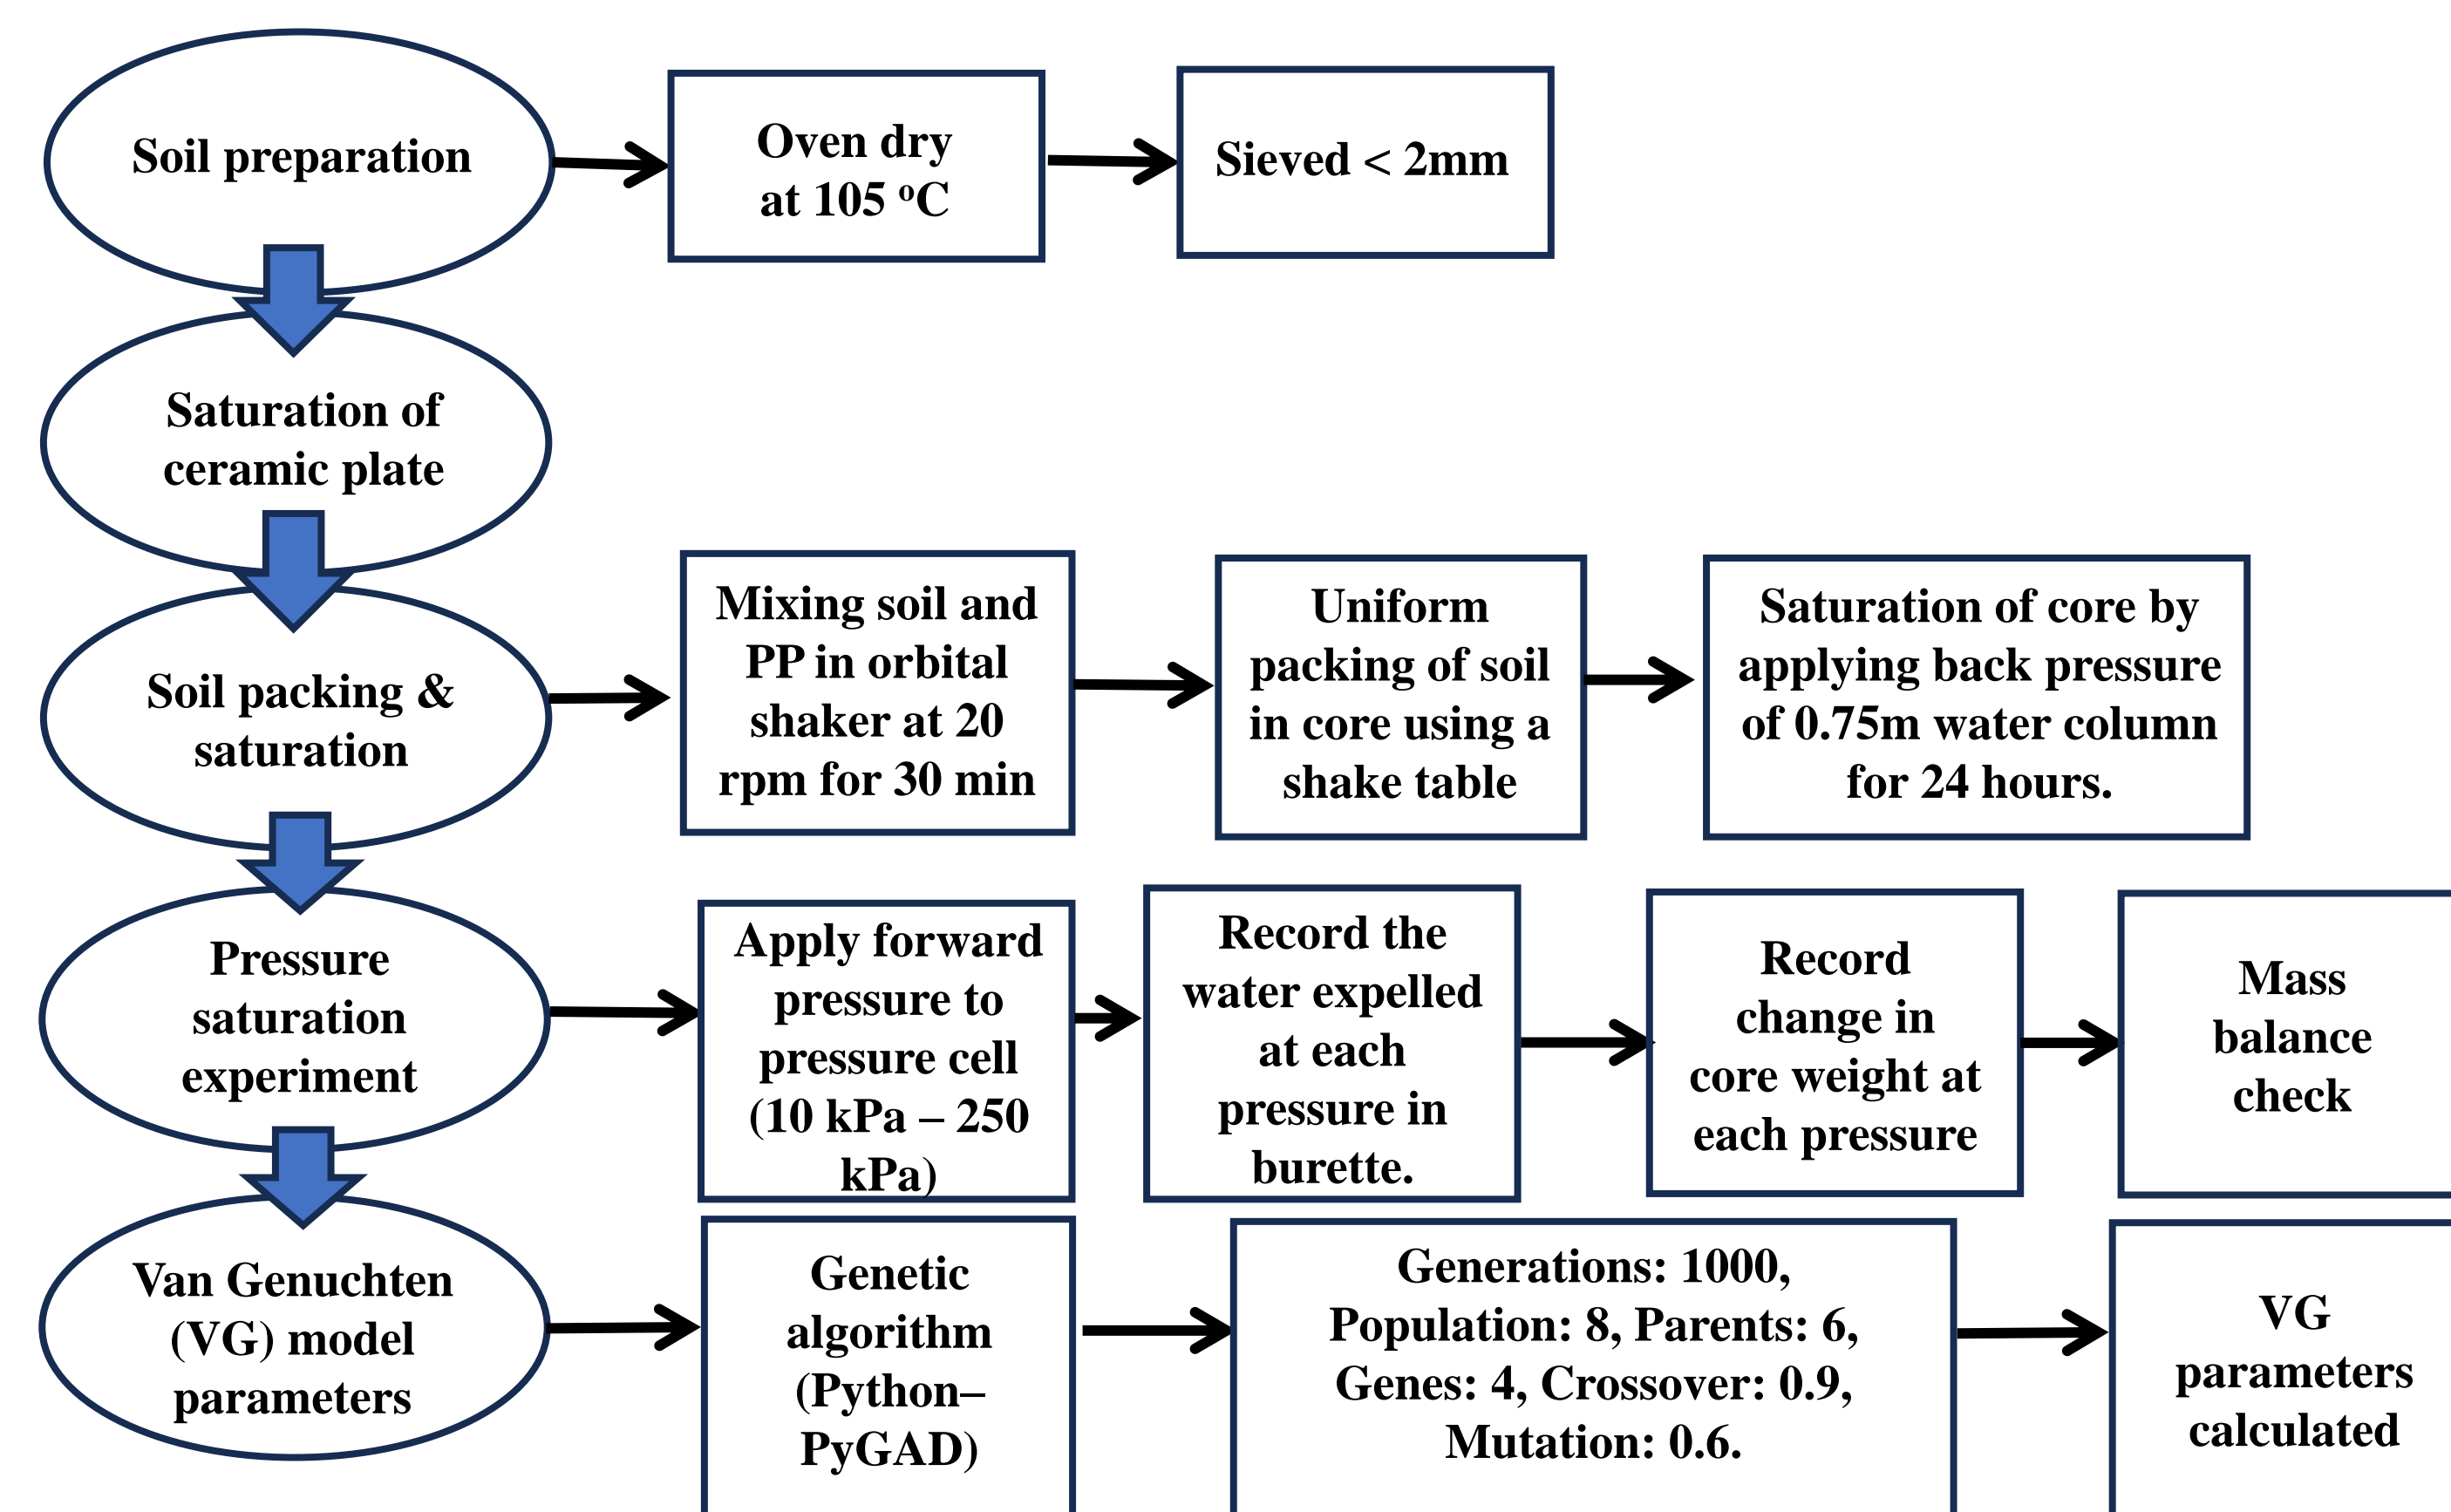 Soil preparation
Oven dry
at 105 ᵒC
Sieved < 2mm
Saturation of
ceramic plate
Soil packing &
saturation
Mixing soil and
PP in orbital
shaker at 20
rpm for 30 min
Uniform
packing of soil
in core using a
shake table
Saturation of core by
applying back pressure
of 0.75m water column
for 24 hours.
Pressure
saturation
experiment
Apply forward
pressure to
pressure cell
(10 kPa – 250
kPa)
Record the
water expelled
at each
pressure in
burette.
Record
change in
core weight at
each pressure
Mass
balance
check
Van Genuchten
(VG) model
parameters
Genetic
algorithm
(Python–
PyGAD)
Generations: 1000,
Population: 8, Parents: 6,
Genes: 4, Crossover: 0.9,
Mutation: 0.6.
VG
parameters
calculated